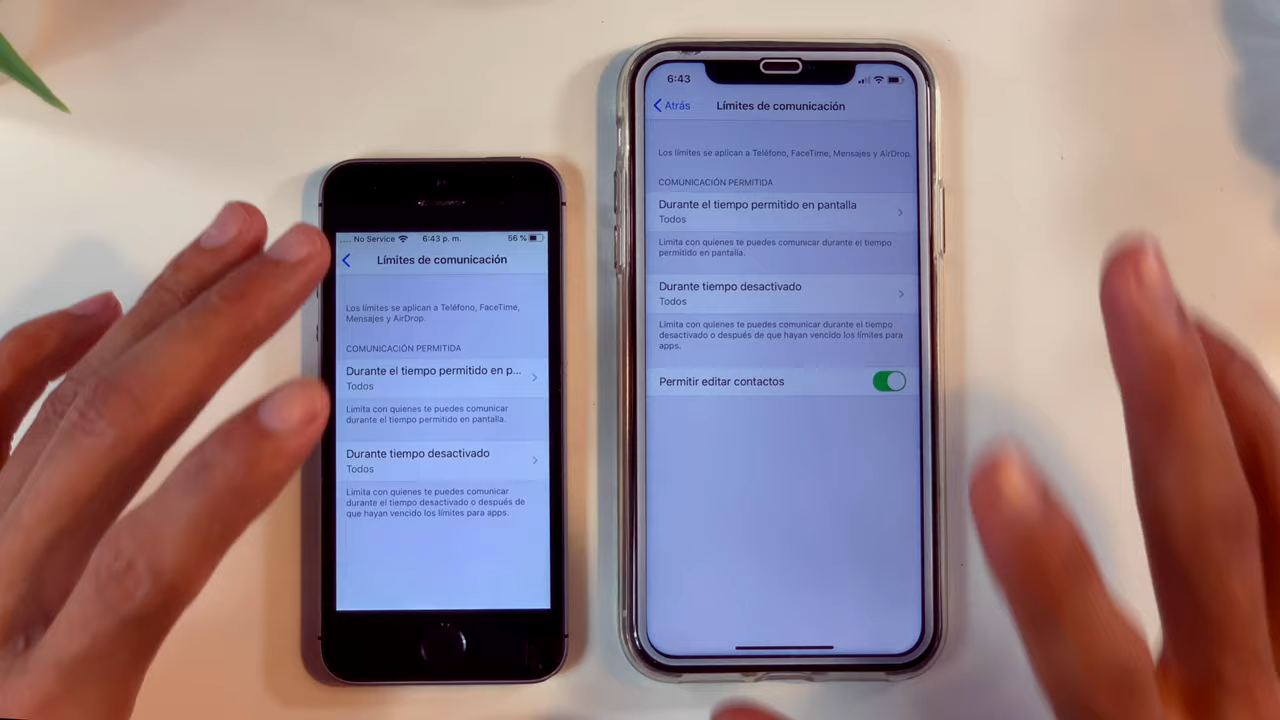 No Service
6:43 p. m.
56 %
Límites de comunicación
Los límites se aplican a Teléfono, FaceTime,
Mensajes y AirDrop.
COMUNICACIÓN PERMITIDA
Durante el tiempo permitido en p...
Todos
Limita con quienes te puedes comunicar
durante el tiempo permitido en pantalla.
Durante tiempo desactivado
Todos
Limita con quienes te puedes comunicar
durante el tiempo desactivado o después de
que hayan vencido los límites para apps.
6:43
Atrás
Límites de comunicación
Los límites se aplican a Teléfono, FaceTime, Mensajes y AirDrop.
COMUNICACIÓN PERMITIDA
Durante el tiempo permitido en pantalla
Todos
Limita con quienes te puedes comunicar durante el tiempo
permitido en pantalla.
Durante tiempo desactivado
Todos
Limita con quienes te puedes comunicar durante el tiempo
desactivado o después de que hayan vencido los límites para
apps.
Permitir editar contactos